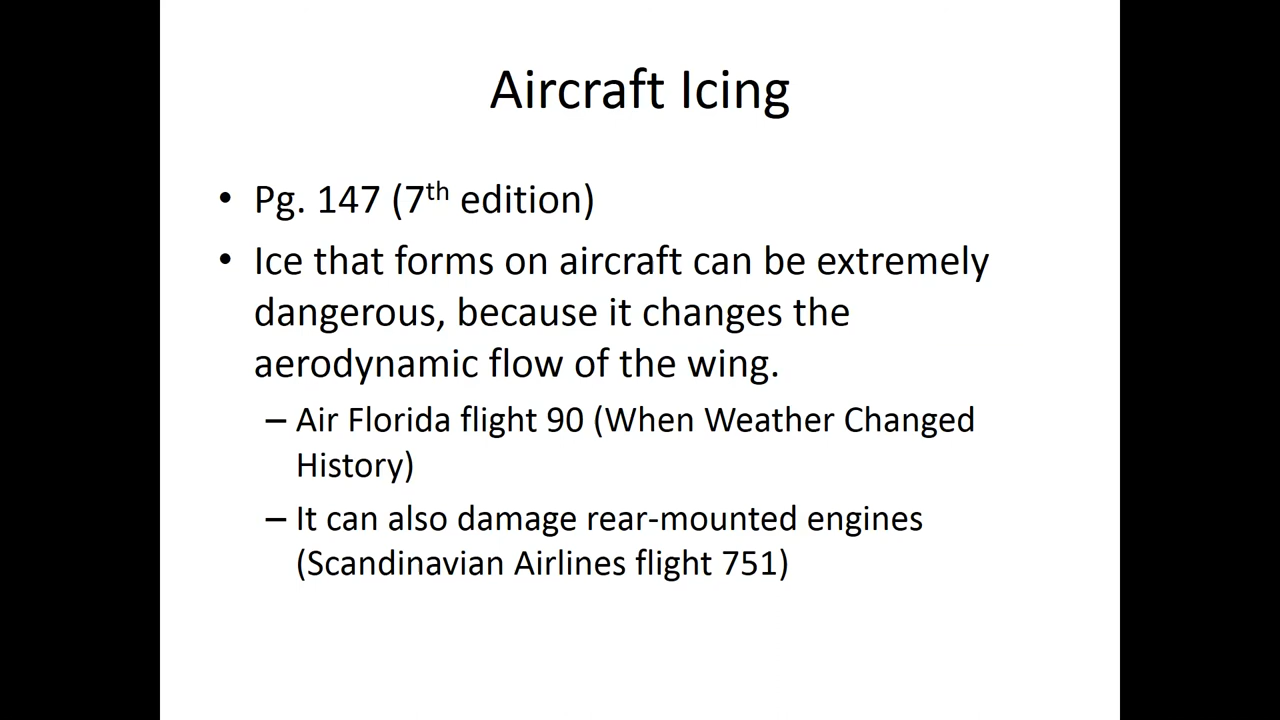 Aircraft Icing
• Pg. 147 (7th edition)
• Ice that forms on aircraft can be extremely
dangerous, because it changes the
aerodynamic flow of the wing.
– Air Florida flight 90 (When Weather Changed
History)
– It can also damage rear-mounted engines
(Scandinavian Airlines flight 751)